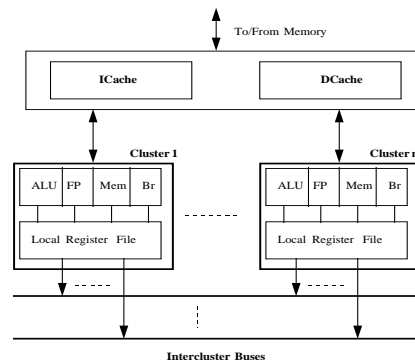 To/From Memory
ICache
DCache
Cluster 1
Cluster n
ALU FP Mem Br
ALU FP Mem Br
Local Register File
Local Register File
Intercluster Buses